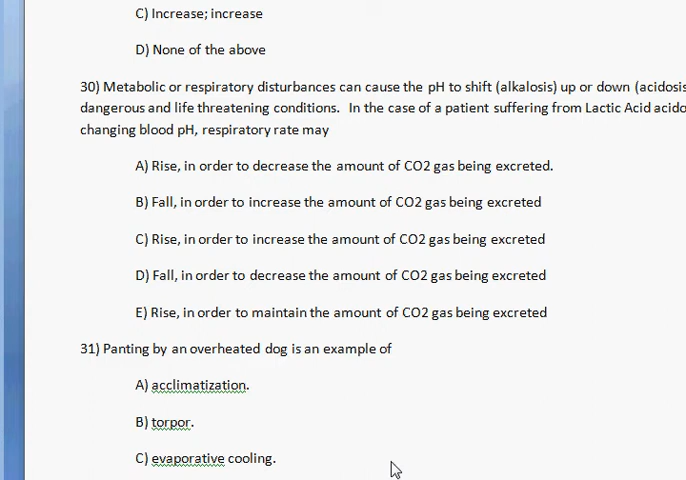 C) Increase; increase
D) None of the above
30) Metabolic or respiratory disturbances can cause the pH to shift (alkalosis) up or down (acidosis
dangerous and life threatening conditions. In the case of a patient suffering from Lactic Acid acido
changing blood pH, respiratory rate may
A) Rise, in order to decrease the amount of CO2 gas being excreted.
B) Fall, in order to increase the amount of CO2 gas being excreted
C) Rise, in order to increase the amount of CO2 gas being excreted
D) Fall, in order to decrease the amount of CO2 gas being excreted
E) Rise, in order to maintain the amount of CO2 gas being excreted
31) Panting by an overheated dog is an example of
A) acclimatization.
B) torpor.
C) evaporative cooling.